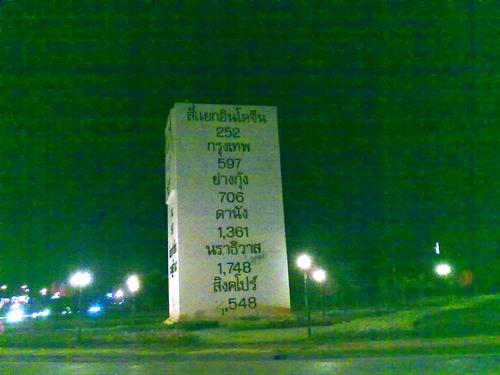 สี่แยกอินโดจีน
252
กรุงเทพ
597
ย่างกุ้ง
706
ดานัง
1,361
นราธิวาส
1,748
สิงคโปร์
,548